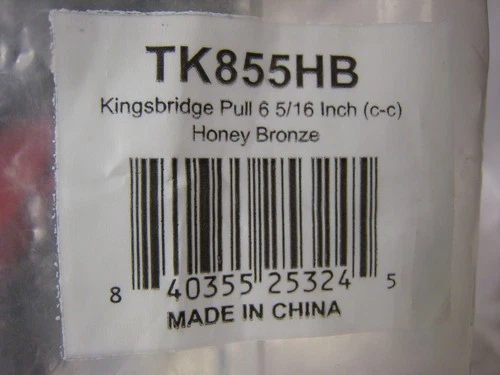 TK855HB
Kingsbridge Pull 6 5/16 Inch (c-c)
Honey Bronze
8 40355 25324 5
MADE IN CHINA